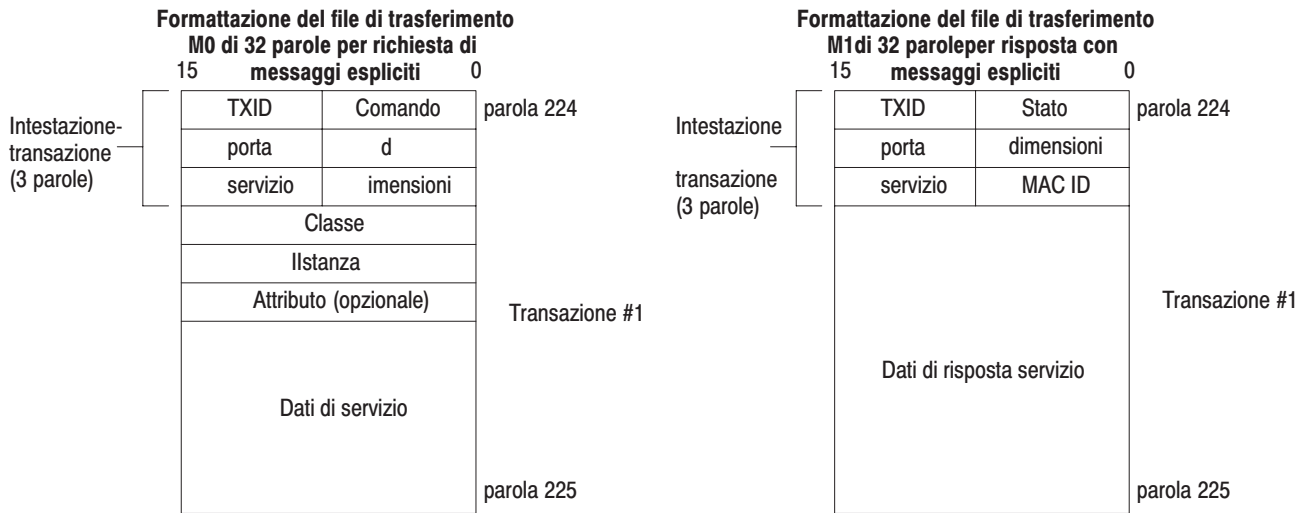 Formattazione del file di trasferimento
M0 di 32 parole per richiesta di
messaggi espliciti
15
0
Intestazione-
transazione
(3 parole)
TXID
Comando
parola 224
porta
d
servizio
imensioni
Classe
IIstanza
Attributo (opzionale)
Transazione #1
Dati di servizio
parola 225
Formattazione del file di trasferimento
M1di 32 paroleper risposta con
messaggi espliciti
15
0
Intestazione
transazione
(3 parole)
TXID
Stato
parola 224
porta
dimensioni
servizio
MAC ID
Transazione #1
Dati di risposta servizio
parola 225